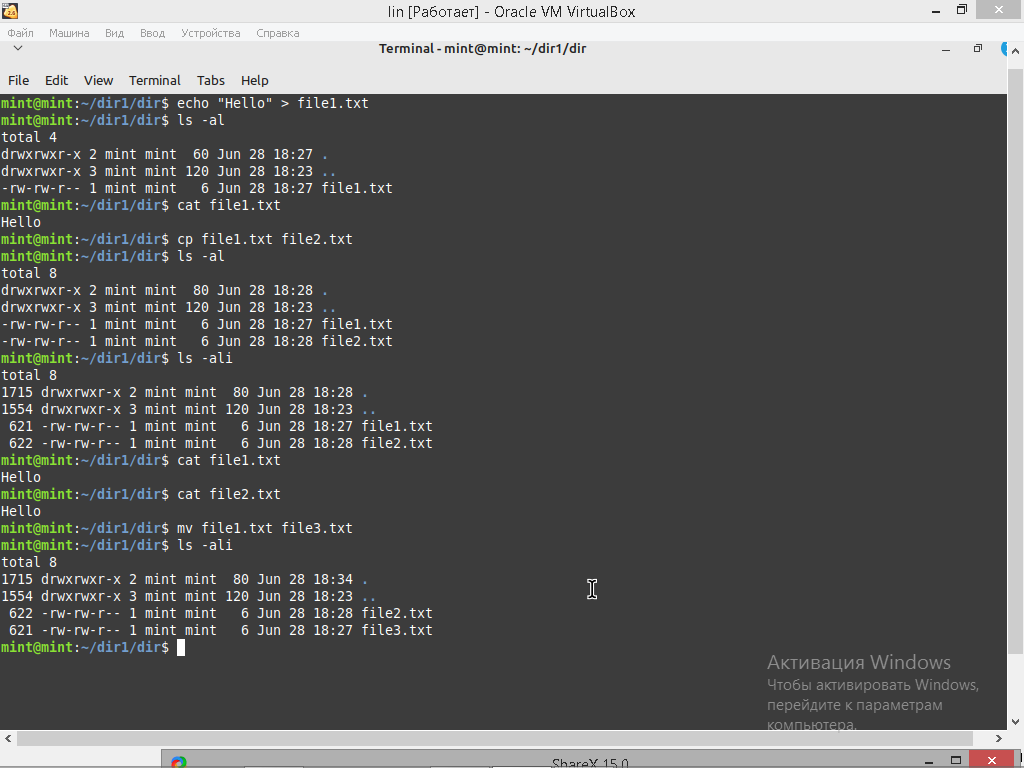 lin [Работает] - Oracle VM VirtualBox
Файл Машина Вид Ввод Устройства Справка
Terminal - mint@mint: ~/dir1/dir
File Edit View Terminal Tabs Help
mint@mint:~/dir1/dir$ echo "Hello" > file1.txt
mint@mint:~/dir1/dir$ ls -al
total 4
drwxrwxr-x 2 mint mint  60 Jun 28 18:27 .
drwxrwxr-x 3 mint mint 120 Jun 28 18:23 ..
-rw-rw-r-- 1 mint mint   6 Jun 28 18:27 file1.txt
mint@mint:~/dir1/dir$ cat file1.txt
Hello
mint@mint:~/dir1/dir$ cp file1.txt file2.txt
mint@mint:~/dir1/dir$ ls -al
total 8
drwxrwxr-x 2 mint mint  80 Jun 28 18:28 .
drwxrwxr-x 3 mint mint 120 Jun 28 18:23 ..
-rw-rw-r-- 1 mint mint   6 Jun 28 18:27 file1.txt
-rw-rw-r-- 1 mint mint   6 Jun 28 18:28 file2.txt
mint@mint:~/dir1/dir$ ls -ali
total 8
1715 drwxrwxr-x 2 mint mint  80 Jun 28 18:28 .
1554 drwxrwxr-x 3 mint mint 120 Jun 28 18:23 ..
 621 -rw-rw-r-- 1 mint mint   6 Jun 28 18:27 file1.txt
 622 -rw-rw-r-- 1 mint mint   6 Jun 28 18:28 file2.txt
mint@mint:~/dir1/dir$ cat file1.txt
Hello
mint@mint:~/dir1/dir$ cat file2.txt
Hello
mint@mint:~/dir1/dir$ mv file1.txt file3.txt
mint@mint:~/dir1/dir$ ls -ali
total 8
1715 drwxrwxr-x 2 mint mint  80 Jun 28 18:34 .
1554 drwxrwxr-x 3 mint mint 120 Jun 28 18:23 ..
 622 -rw-rw-r-- 1 mint mint   6 Jun 28 18:28 file2.txt
 621 -rw-rw-r-- 1 mint mint   6 Jun 28 18:27 file3.txt
mint@mint:~/dir1/dir$
Активация Windows
Чтобы активировать Windows,
перейдите к параметрам
компьютера.
ShareX 15.0